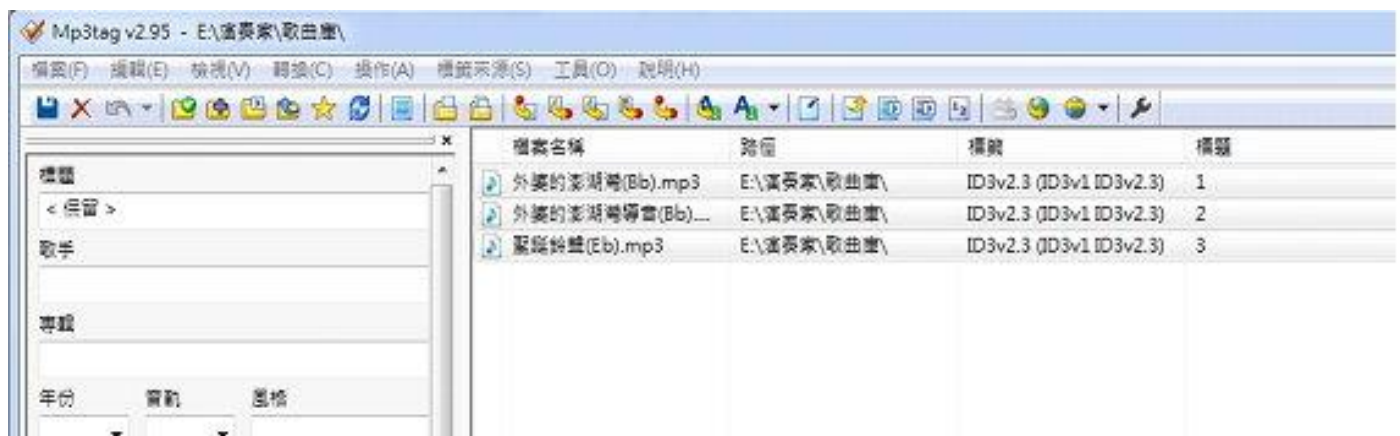 Mp3tag v2.95 - E:\演奏家\歌曲庫\
檔案(F) 編輯(E) 檢視(V) 轉換(C) 操作(A) 標籤來源(S) 工具(O) 說明(H)
檔案名稱 路徑 標籤 標題
標題
外婆的澎湖灣(Bb).mp3 E:\演奏家\歌曲庫\ ID3v2.3 (ID3v1 ID3v2.3) 1
< 保留 >
外婆的澎湖灣導音(Bb).... E:\演奏家\歌曲庫\ ID3v2.3 (ID3v1 ID3v2.3) 2
歌手
聖誕鈴聲(Eb).mp3 E:\演奏家\歌曲庫\ ID3v2.3 (ID3v1 ID3v2.3) 3
專輯
年份 音軌 風格